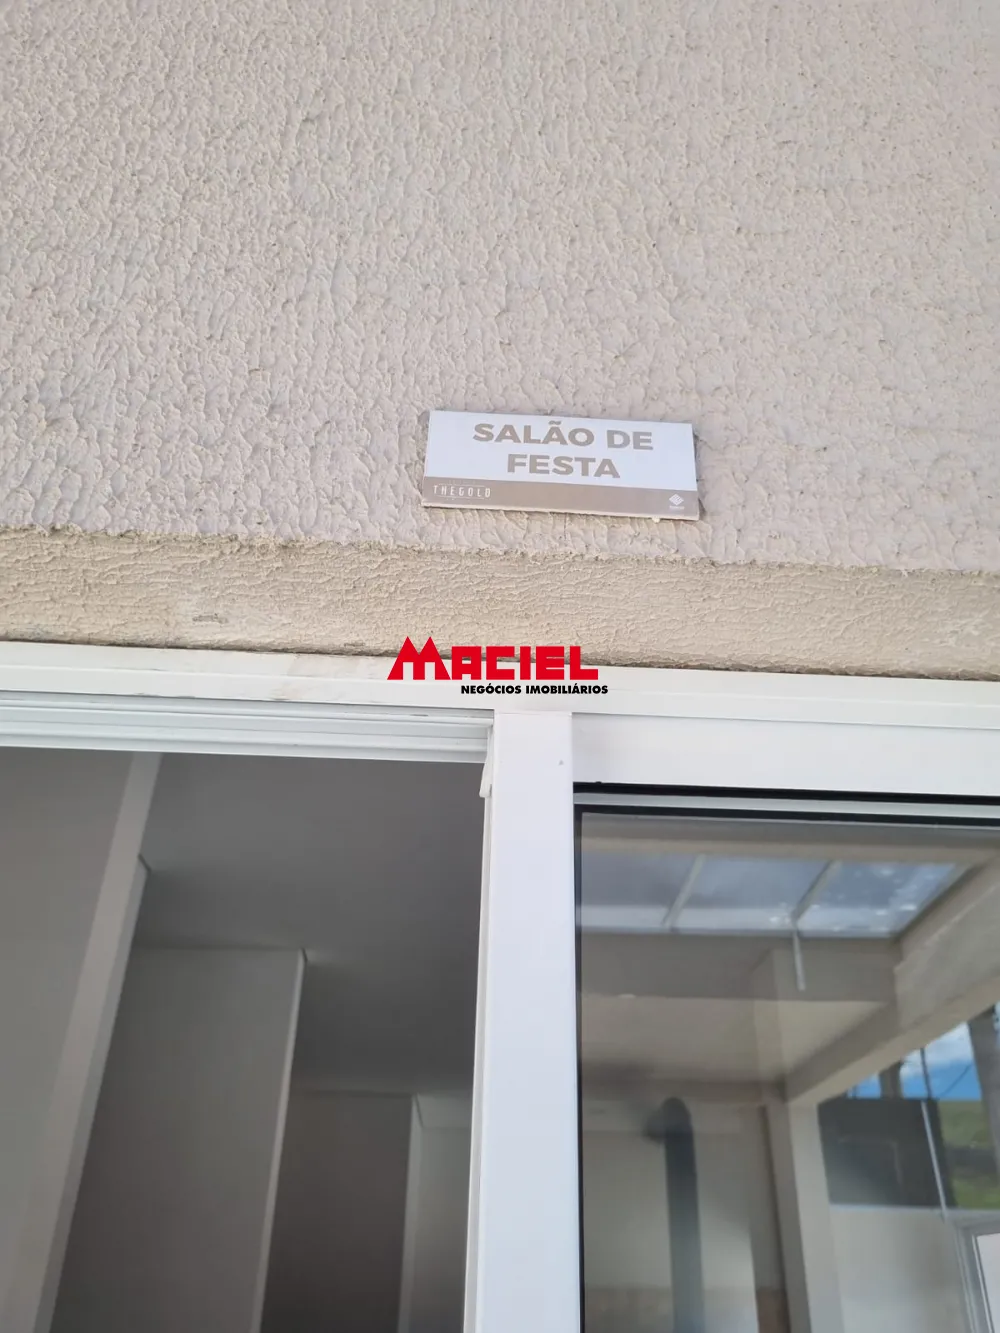 SALÃO DE
FESTA
THEGOLD
MACIEL
NEGÓCIOS IMOBILIÁRIOS